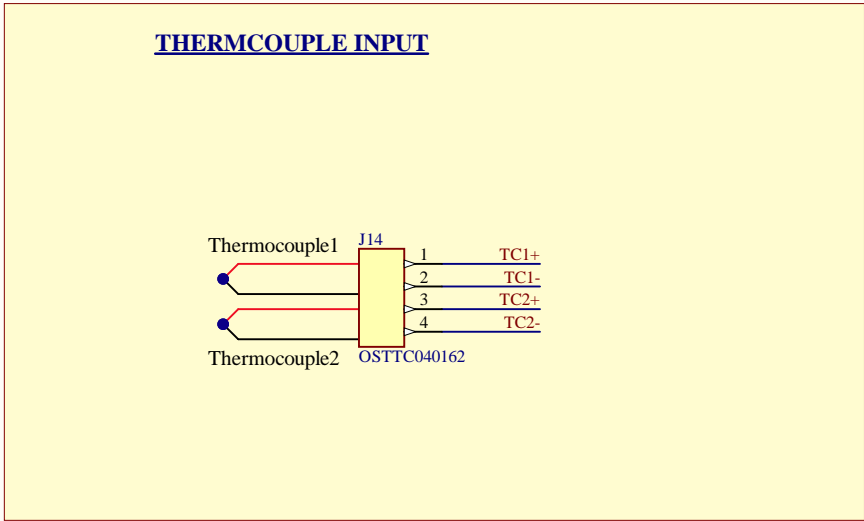 THERMCOUPLE INPUT
Thermocouple1
J14
1 TC1+
2 TC1-
3 TC2+
4 TC2-
Thermocouple2
OSTTC040162